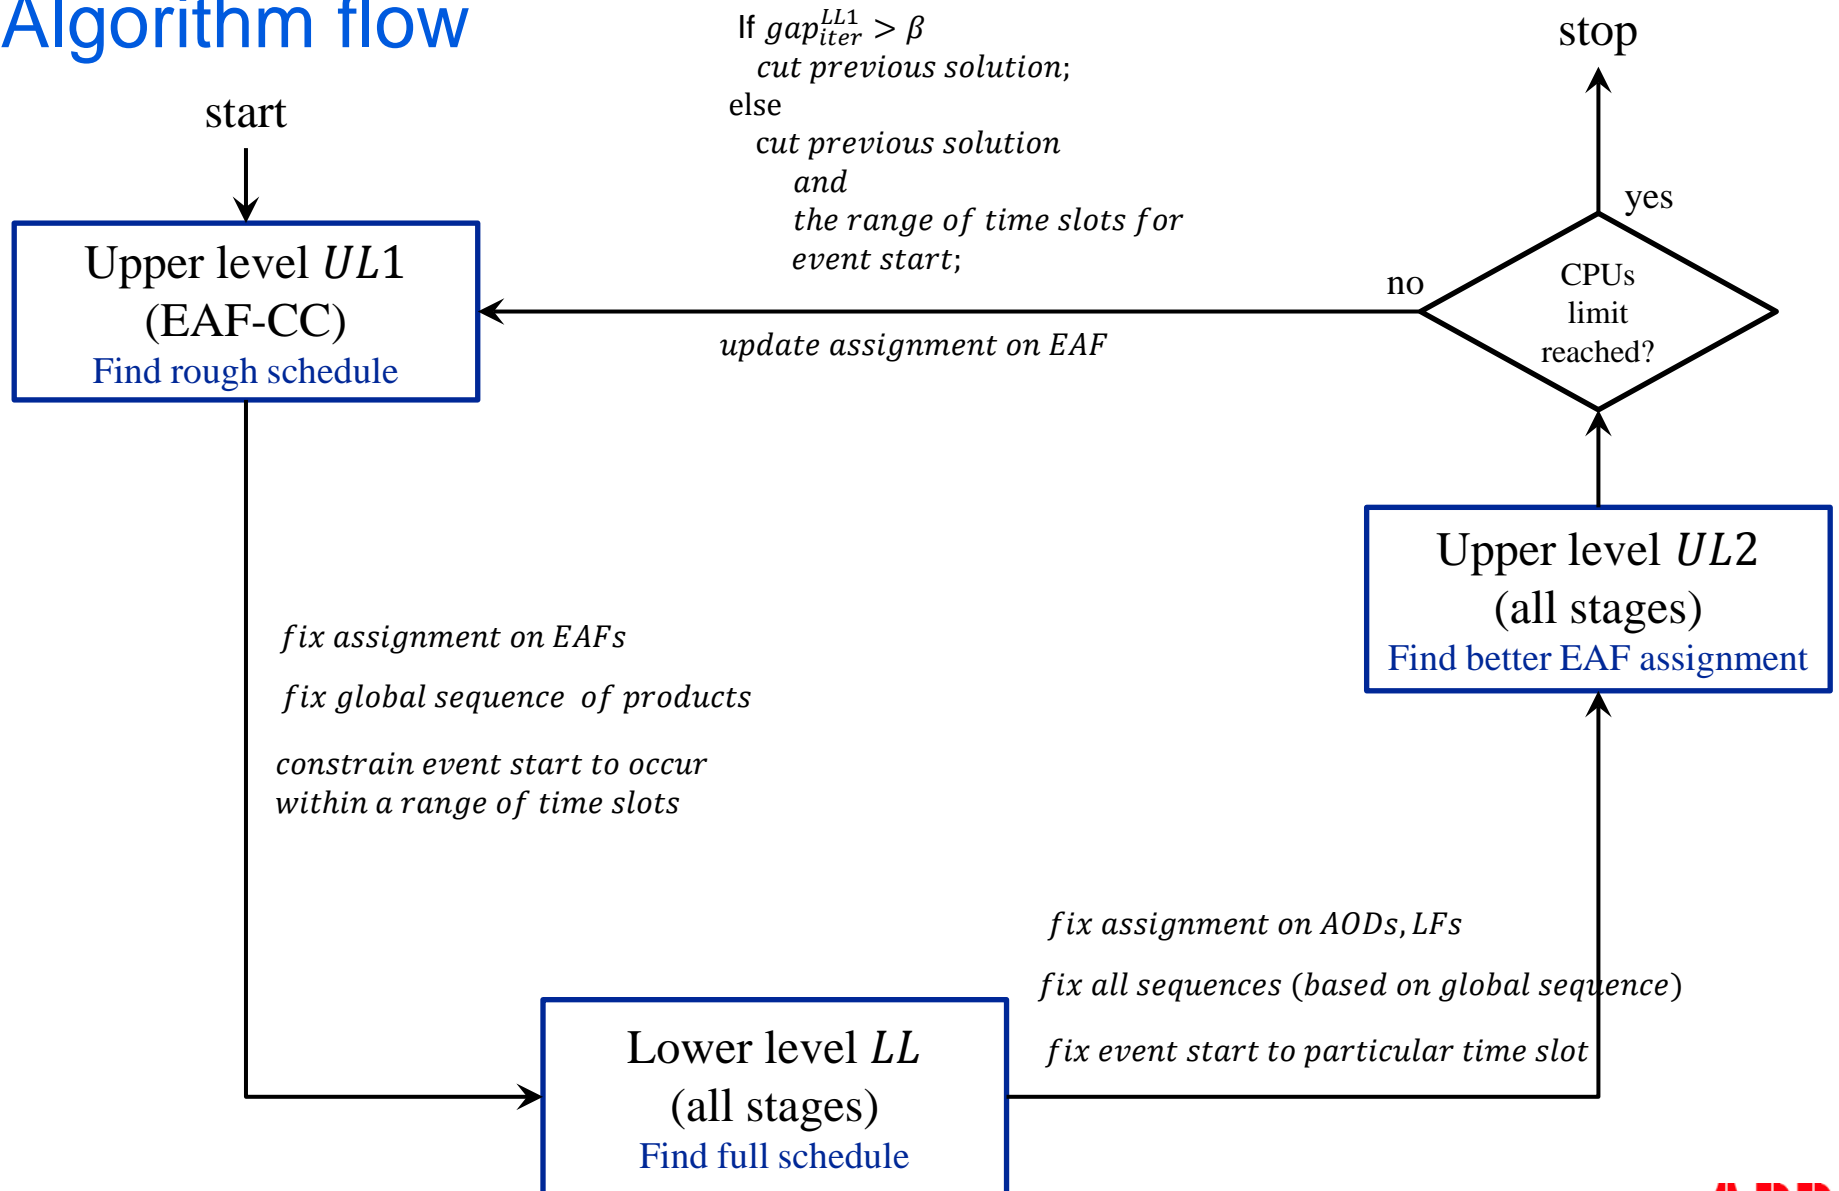 Algorithm flow
If gap_{iter}^{LL1} > β
cut previous solution;
else
cut previous solution
and
the range of time slots for
event start;
stop
start
yes
Upper level UL1
(EAF-CC)
Find rough schedule
no
CPUs
limit
reached?
update assignment on EAF
Upper level UL2
(all stages)
Find better EAF assignment
fix assignment on EAFs
fix global sequence of products
constrain event start to occur
within a range of time slots
fix assignment on AODs, LFs
fix all sequences (based on global sequence)
fix event start to particular time slot
Lower level LL
(all stages)
Find full schedule